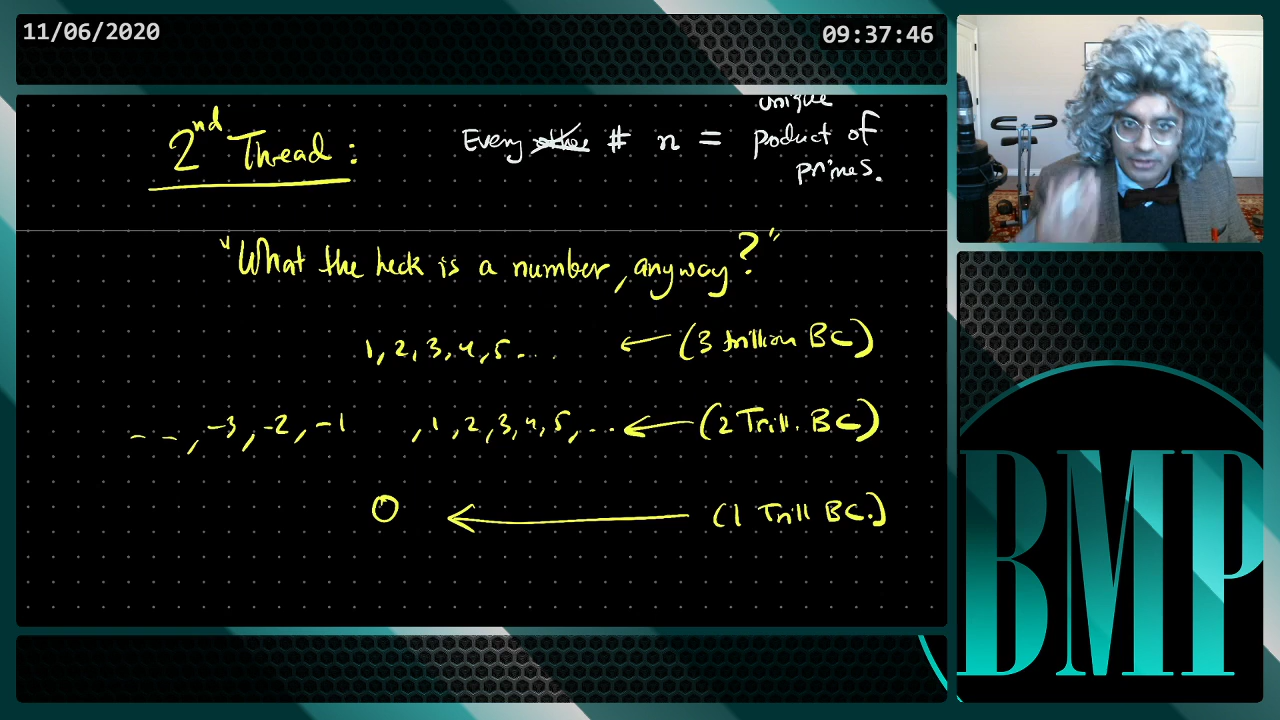 11/06/2020
09:37:46
2nd Thread:
Every # n = unique
product of
primes.
"What the heck is a number, anyway?"
1, 2, 3, 4, 5... ← (3 trillion BC)
- - , -3, -2, -1 , 1, 2, 3, 4, 5, ... ← (2 Trill. BC)
0 ← (1 Trill BC.)
BMP